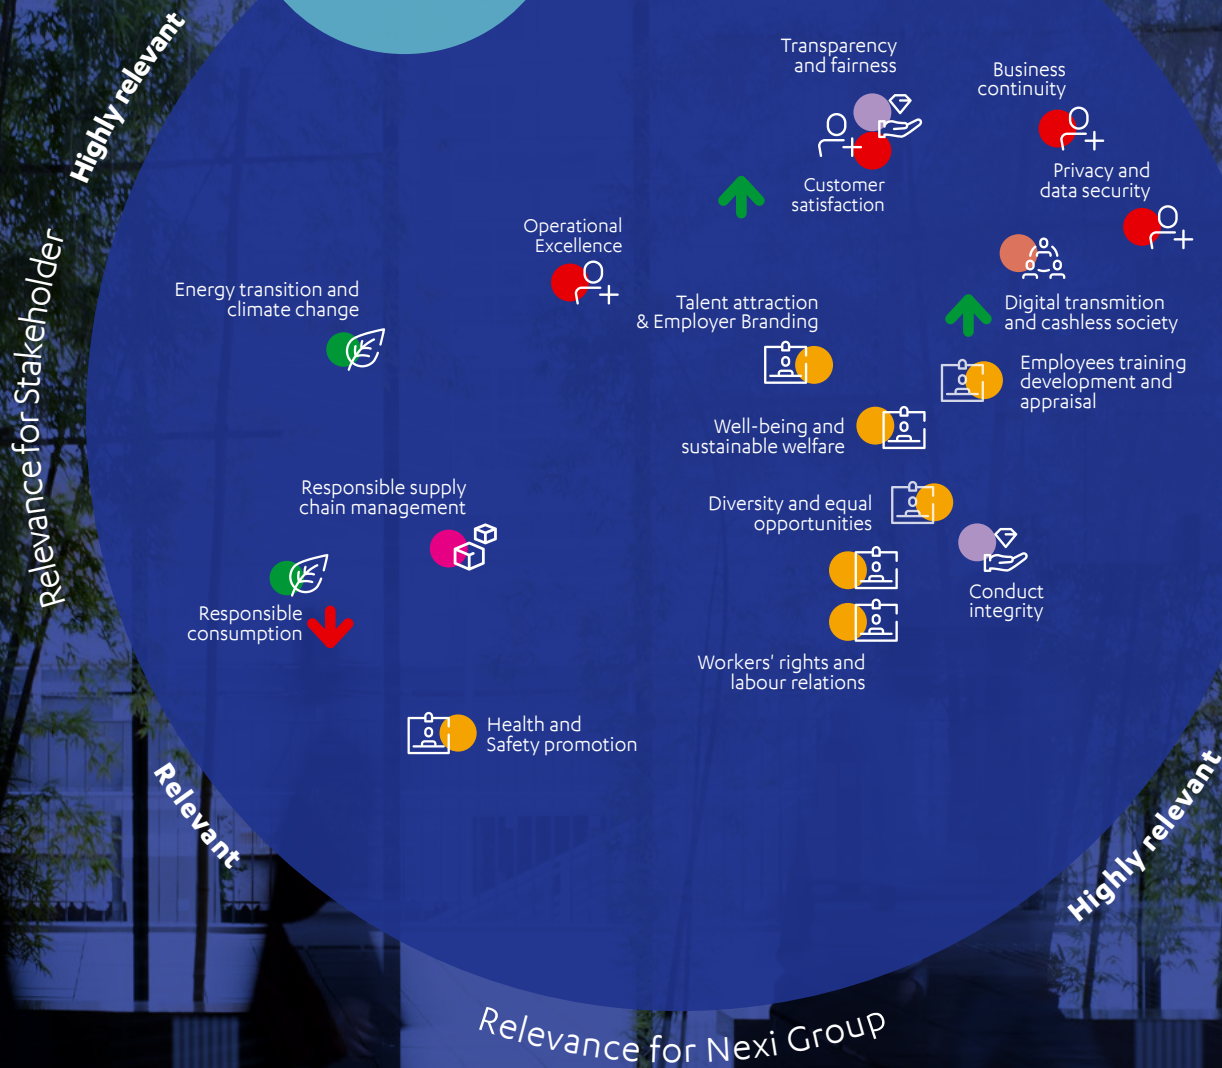 Highly relevant
Relevance for Stakeholder
Transparency
and fairness
Business
continuity
Privacy and
data security
Customer
satisfaction
Operational
Excellence
Energy transition and
climate change
Talent attraction
& Employer Branding
Digital transmition
and cashless society
Employees training
development and
appraisal
Well-being and
sustainable welfare
Responsible supply
chain management
Diversity and equal
opportunities
Conduct
integrity
Responsible
consumption
Workers' rights and
labour relations
Health and
Safety promotion
Relevant
Highly relevant
Relevance for Nexi Group